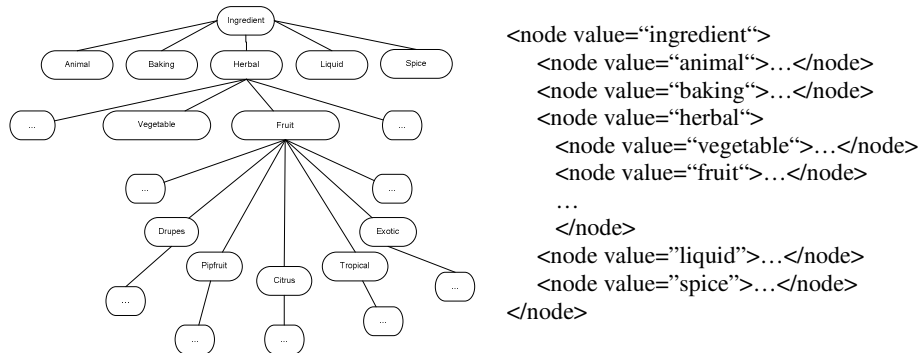 Ingredient
Animal
Baking
Herbal
Liquid
Spice
...
Vegetable
Fruit
...
...
...
Drupes
Exotic
Pipfruit
Citrus
Tropical
...
...
...
...
...
<node value=“ingredient“>
<node value=“animal“>…</node>
<node value=“baking“>…</node>
<node value=“herbal“>
<node value=“vegetable“>…</node>
<node value=“fruit“>…</node>
…
</node>
<node value=”liquid”>…</node>
<node value=”spice”>…</node>
</node>